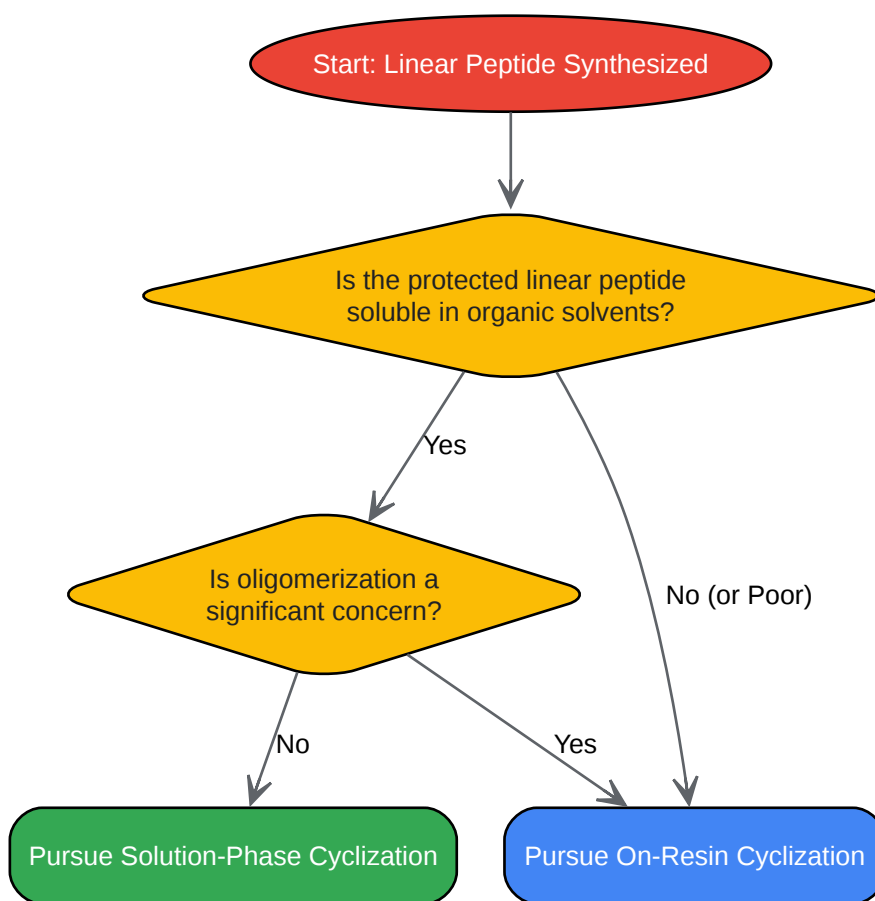 Start: Linear Peptide Synthesized
Is the protected linear peptide
soluble in organic solvents?
Yes
Is oligomerization a
significant concern?
No (or Poor)
No
Yes
Pursue Solution-Phase Cyclization
Pursue On-Resin Cyclization